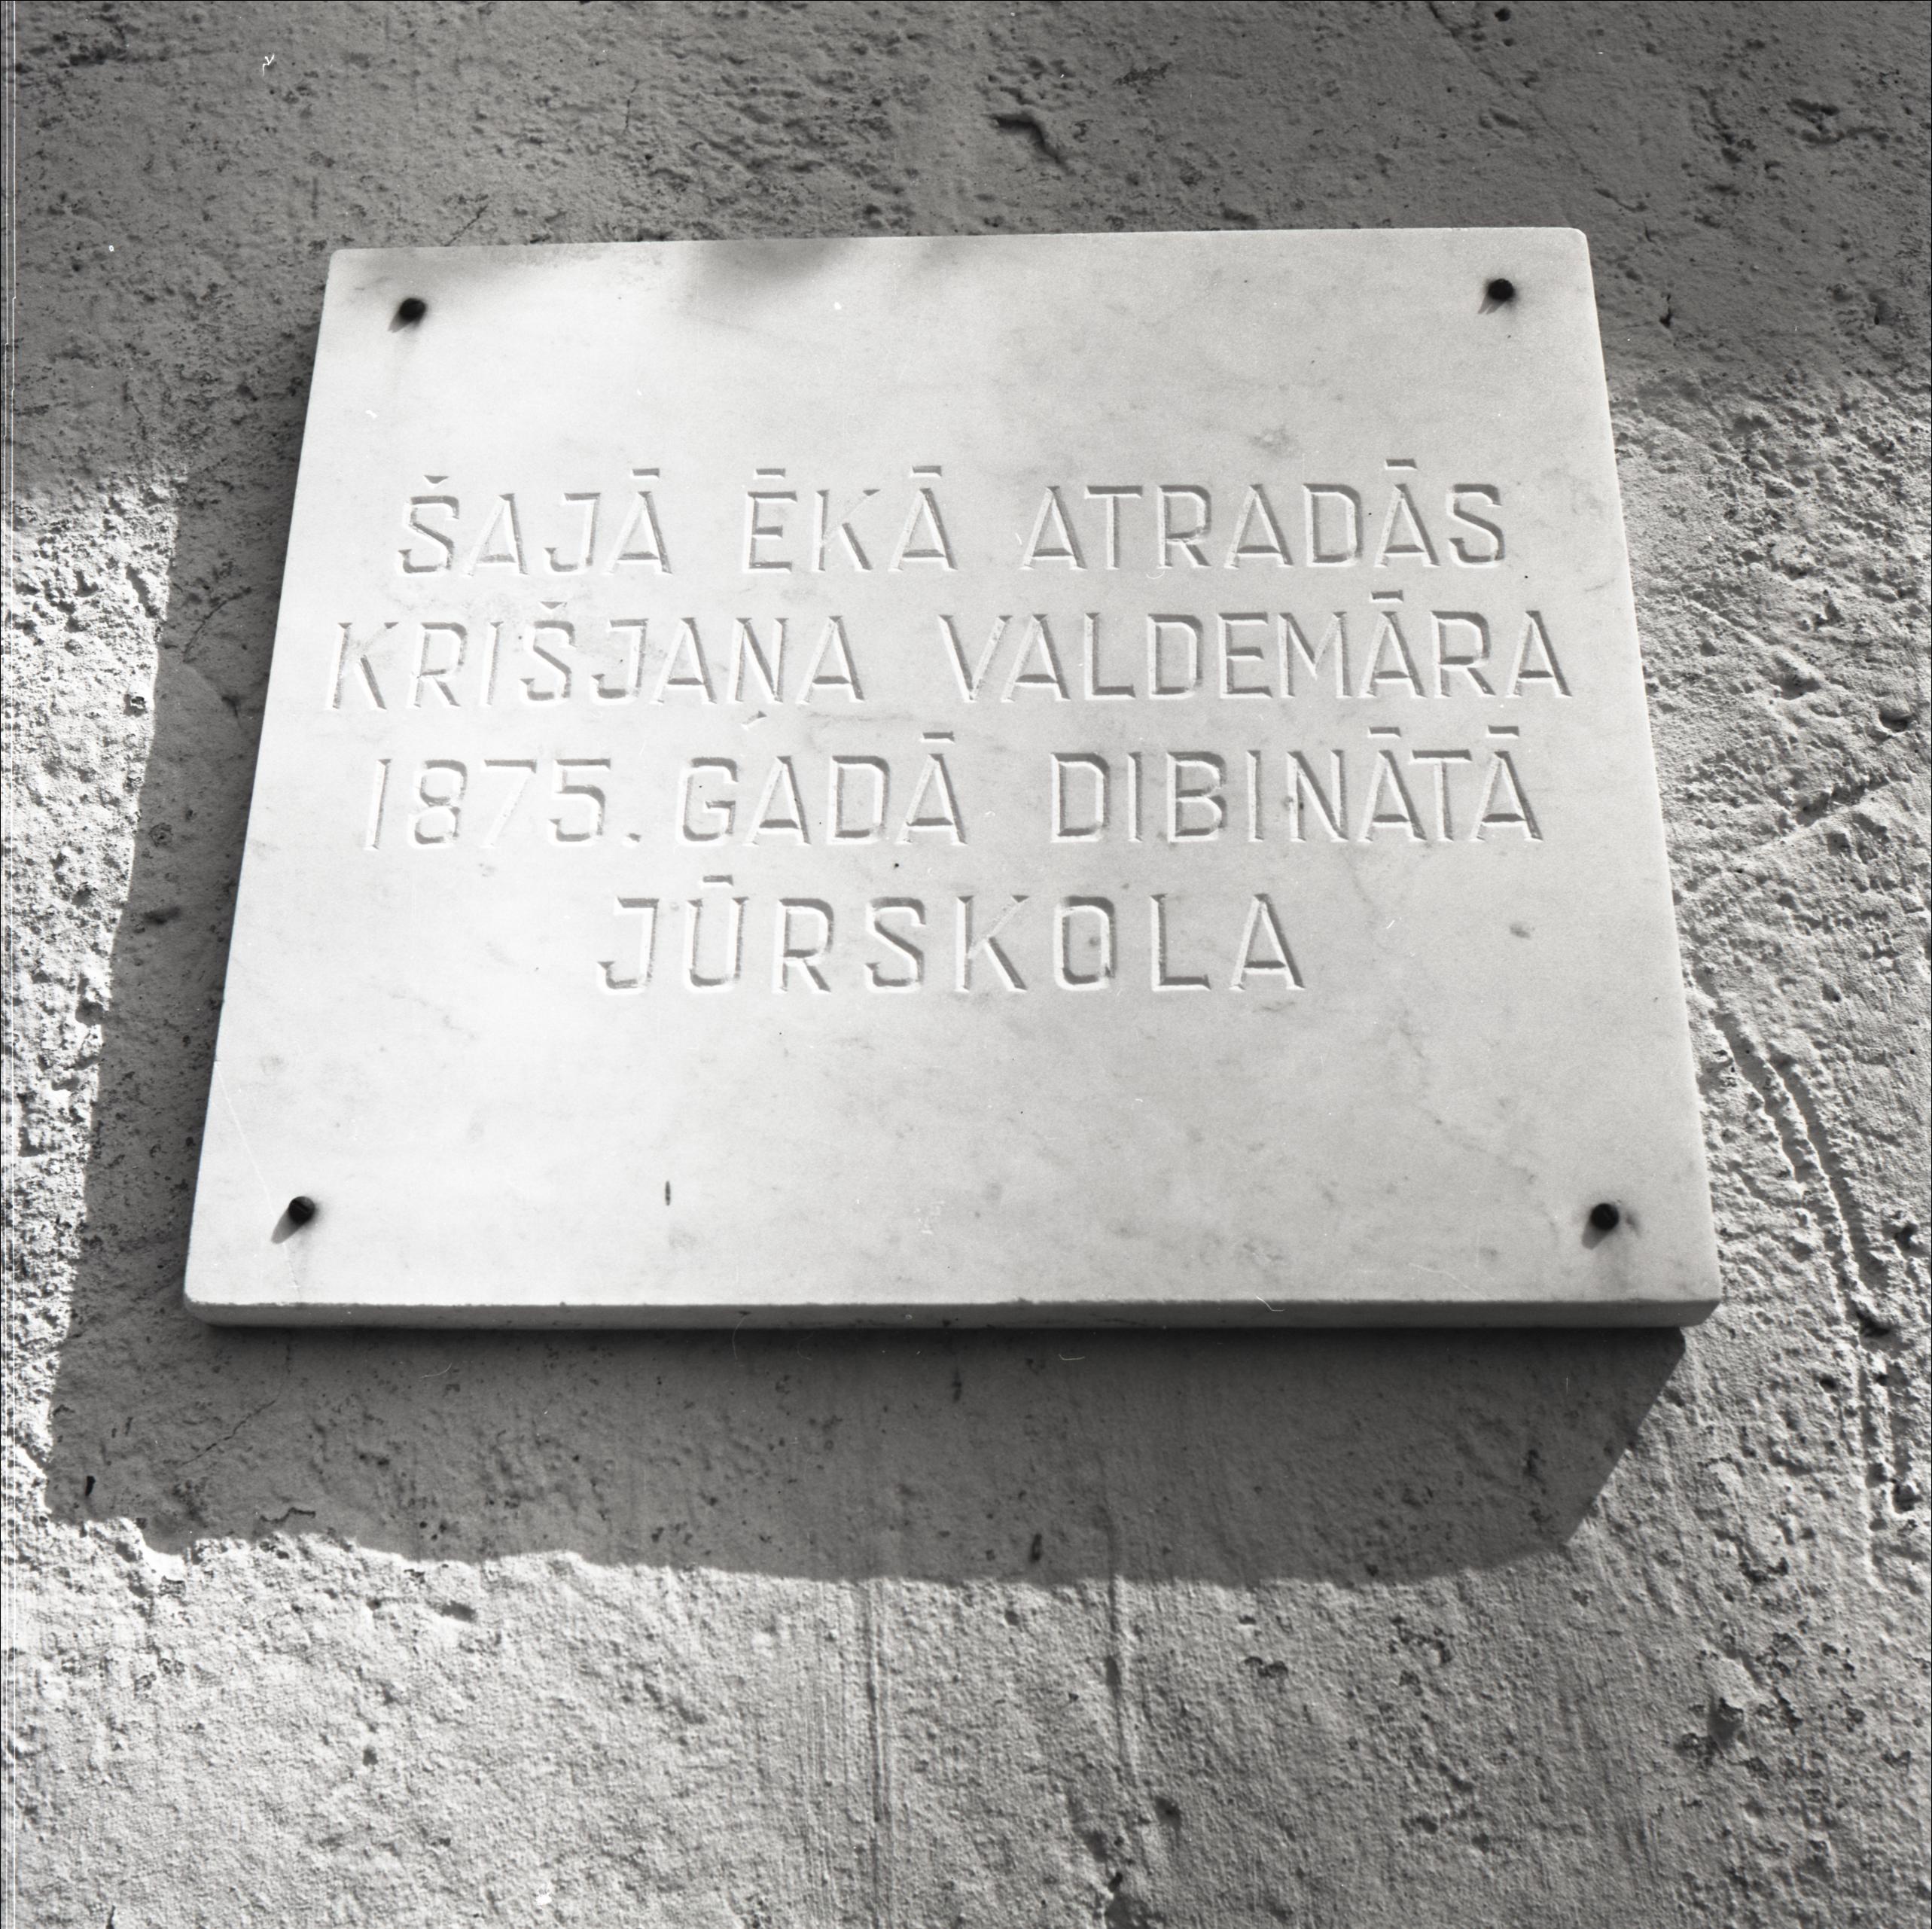 ŠAJĀ ĒKĀ ATRADĀS
KRIŠJAŅA VALDEMĀRA
1875. GADĀ DIBINĀTĀ
JŪRSKOLA